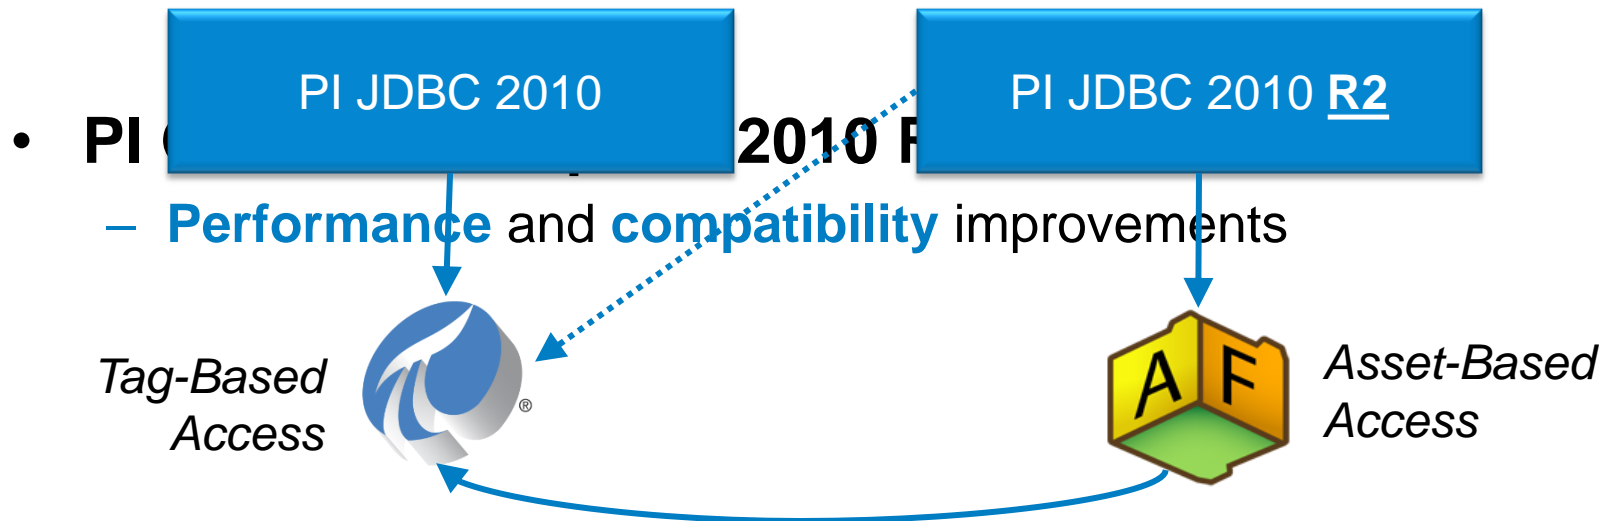 PI JDBC 2010
PI JDBC 2010 R2
• PI 2010
– Performance and compatibility improvements
Tag-Based
Access
®
AF
Asset-Based
Access